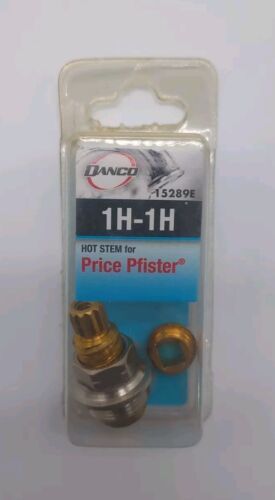 DANCO
15289E
1H-1H
HOT STEM for
Price Pfister®